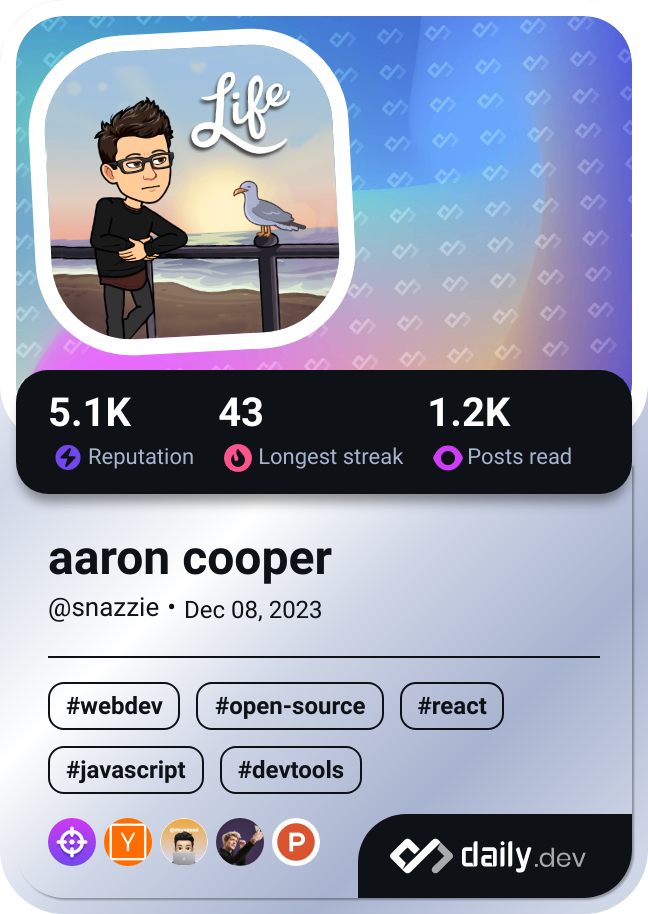 Life
5.1K 43 1.2K
Reputation Longest streak Posts read
aaron cooper
@snazzie • Dec 08, 2023
#webdev #open-source #react
#javascript #devtools
Y P
daily.dev